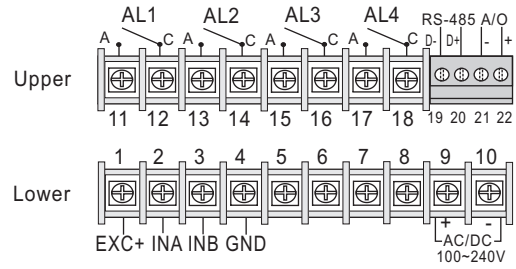 AL1 AL2 AL3 AL4 RS-485 A/O
A C A C A C A C D- D+ - +
Upper
11 12 13 14 15 16 17 18 19 20 21 22
1 2 3 4 5 6 7 8 9 10
Lower
+ -
EXC+ INA INB GND AC/DC
100~240V